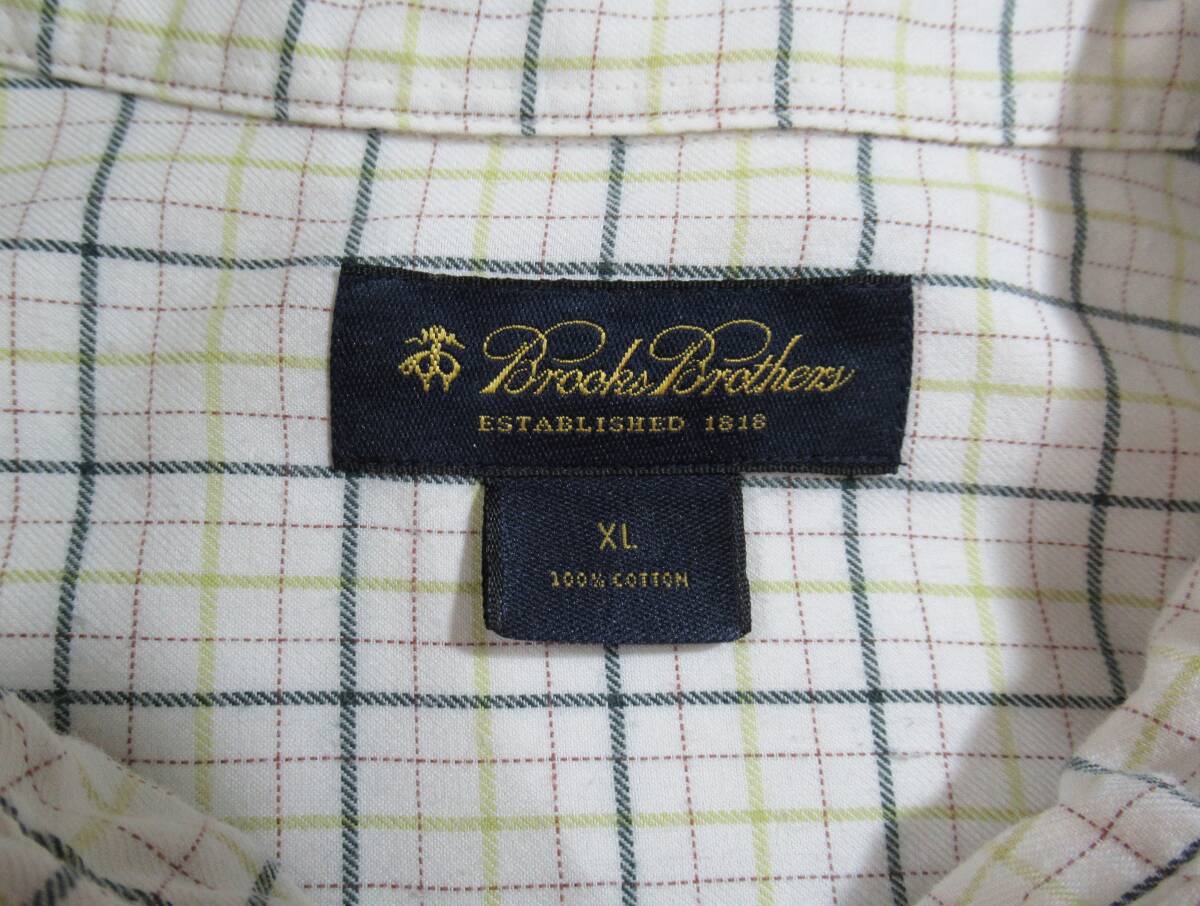 Brooks Brothers
ESTABLISHED 1818
XL
100% COTTON